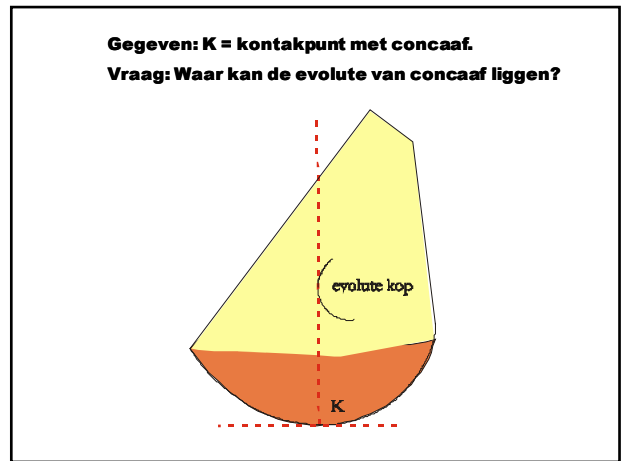 Gegeven: K = kontakpunt met concaaf.
Vraag: Waar kan de evolute van concaaf liggen?
evolute kop
K